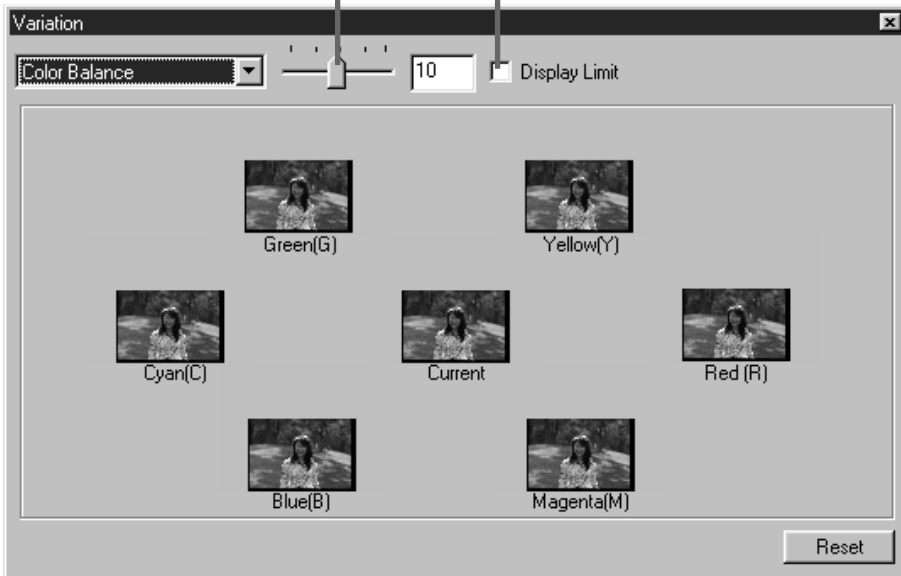 Variation
Color Balance 10 Display Limit
Green(G) Yellow(Y)
Cyan(C) Current Red (R)
Blue(B) Magenta(M)
Reset